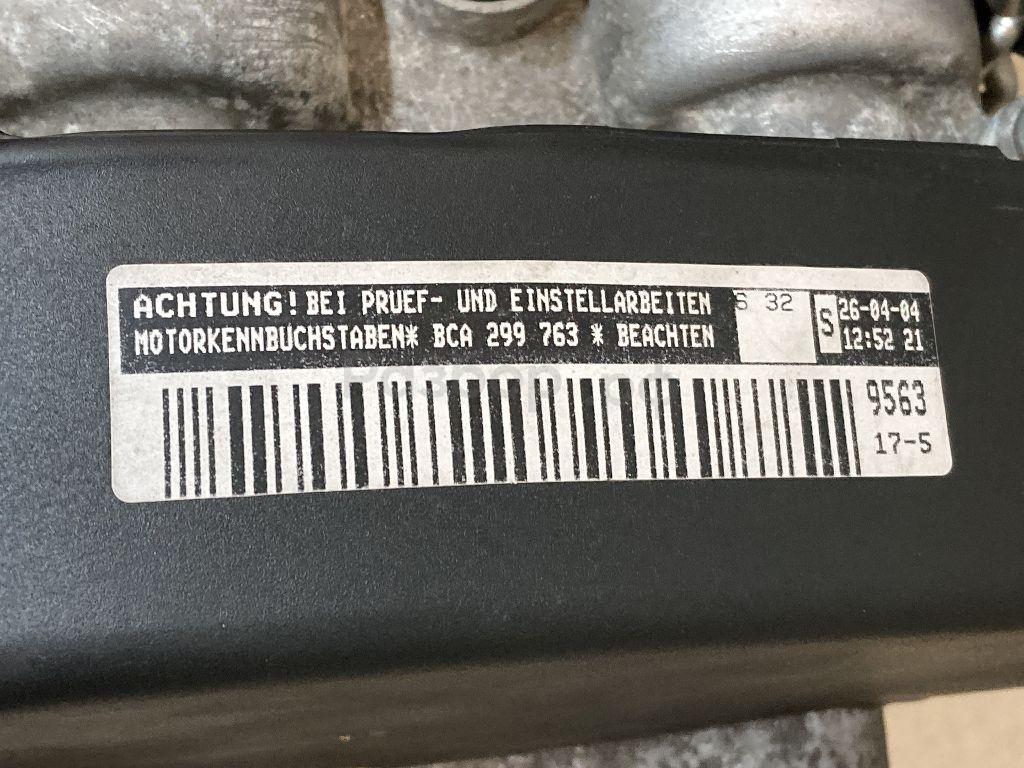 ACHTUNG! BEI PRUEF- UND EINSTELLARBEITEN
MOTORKENNBUCHSTABEN* BCA 299 763 * BEACHTEN
S 32
S
26-04-04
12:52 21
9563
17-5